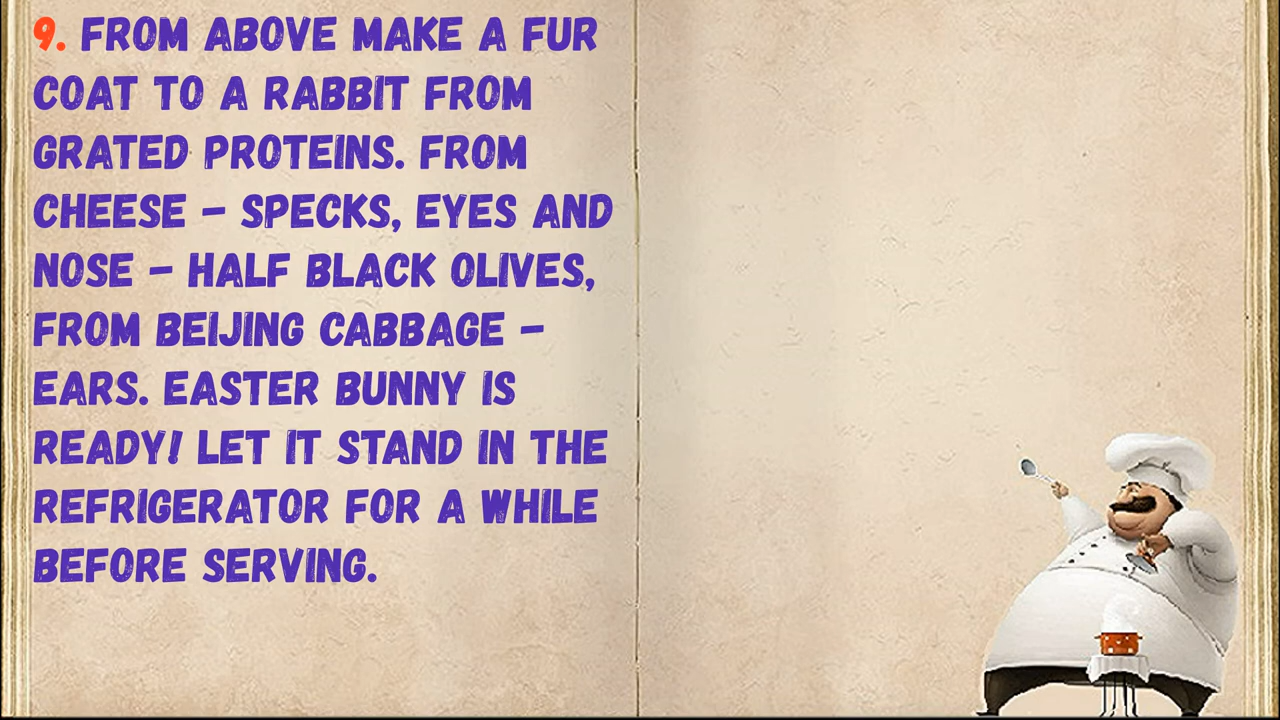 9. FROM ABOVE MAKE A FUR
COAT TO A RABBIT FROM
GRATED PROTEINS. FROM
CHEESE – SPECKS, EYES AND
NOSE – HALF BLACK OLIVES,
FROM BEIJING CABBAGE –
EARS. EASTER BUNNY IS
READY! LET IT STAND IN THE
REFRIGERATOR FOR A WHILE
BEFORE SERVING.